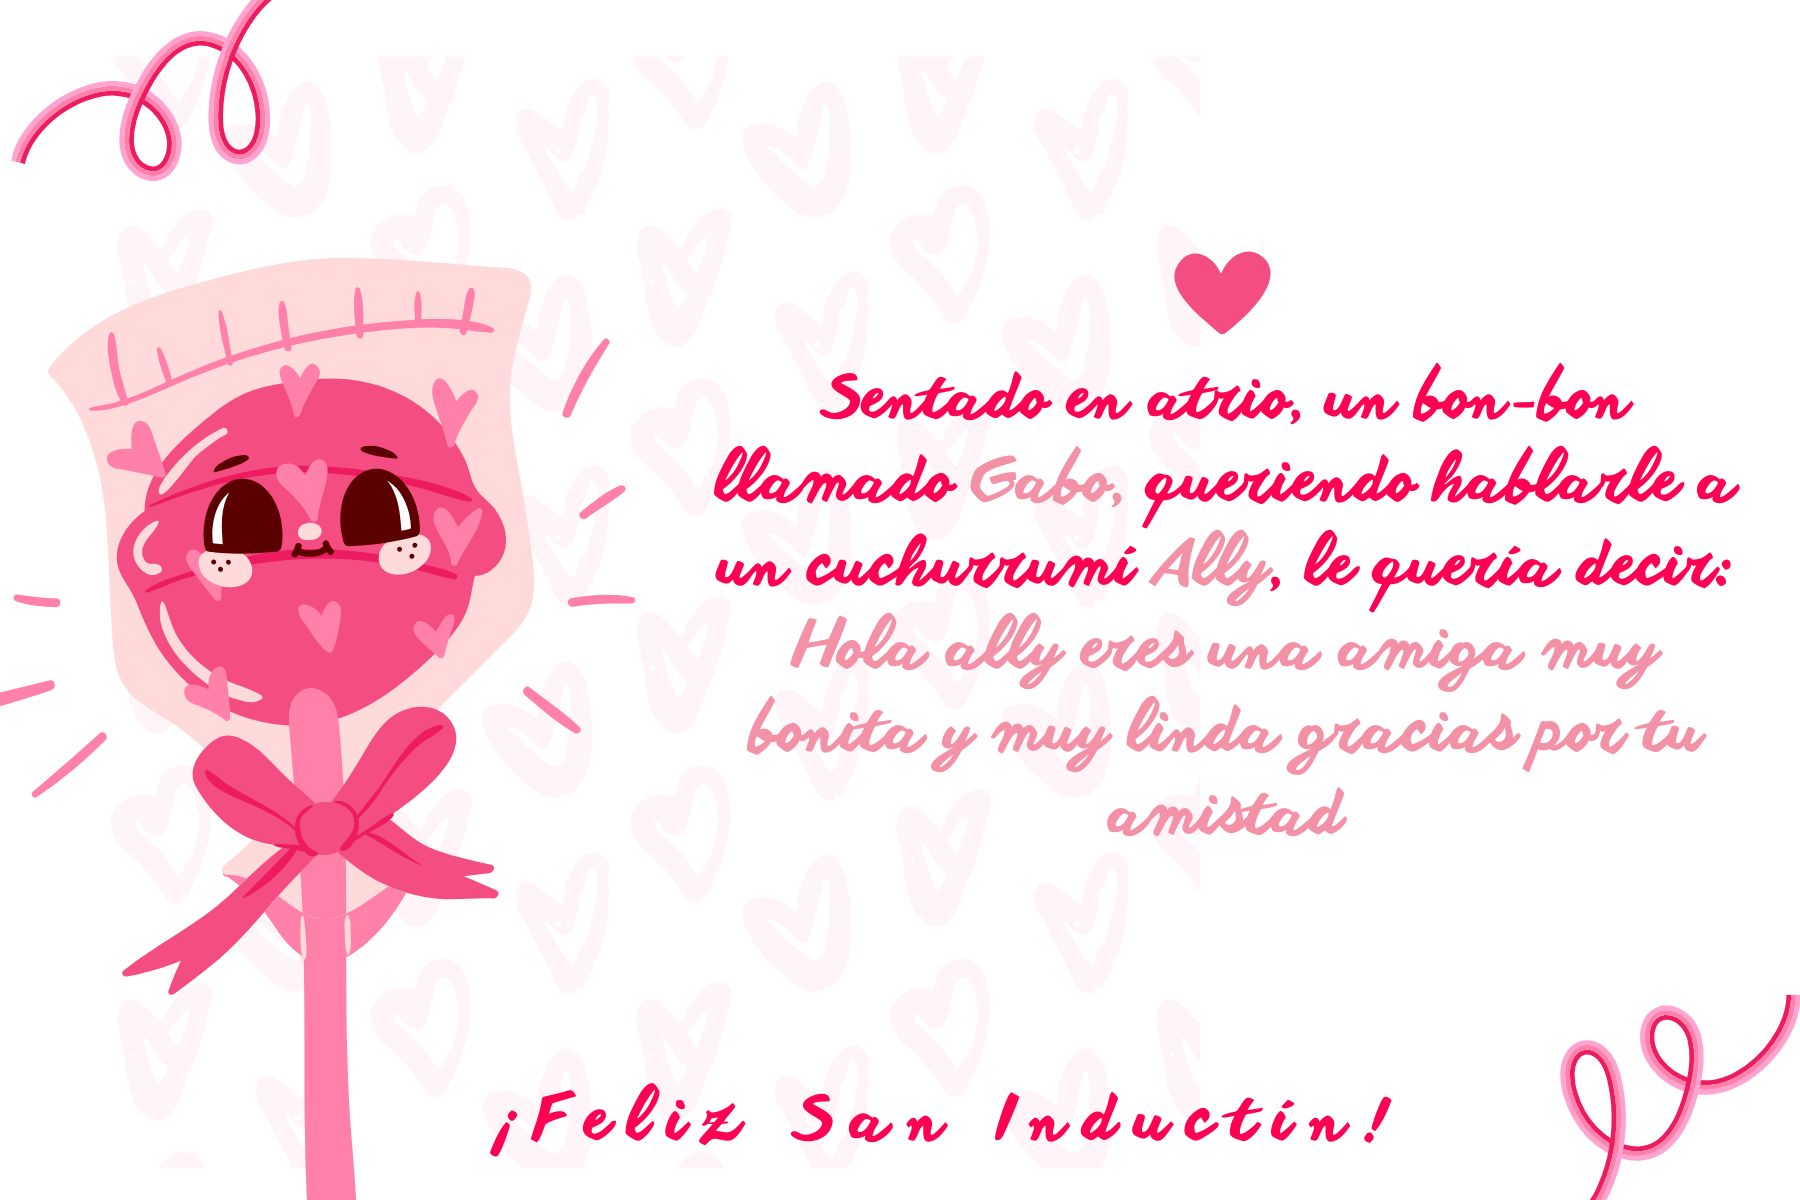 Sentado en atrio, un bon-bon
llamado Gabo, queriendo hablarle a
un cuchurrumí Ally, le quería decir:
Hola ally eres una amiga muy
bonita y muy linda gracias por tu
amistad
¡Feliz San Inductín!